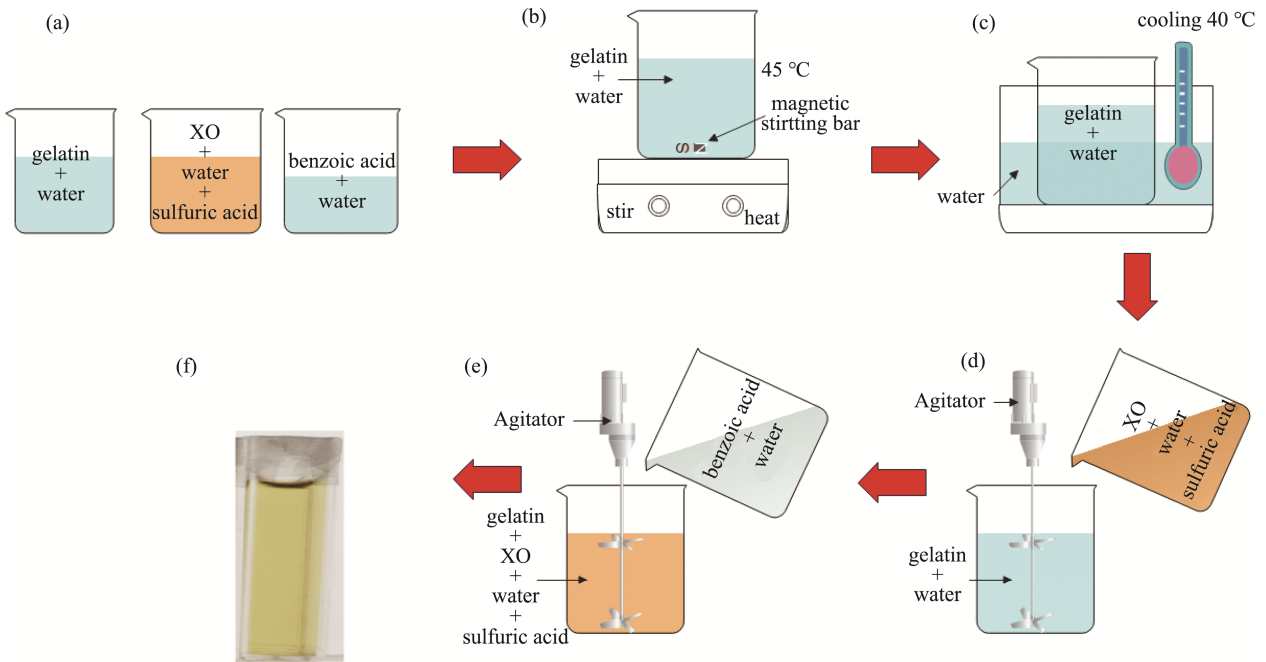 (a)
gelatin
+
water
XO
+
water
+
sulfuric acid
benzoic acid
+
water
(b)
gelatin
+
water
45 ℃
magnetic
stirtting bar
S
stir
heat
(c)
cooling 40 ℃
gelatin
+
water
water
(d)
Agitator
XO
+
water
+
sulfuric acid
gelatin
+
water
(e)
Agitator
benzoic acid
+
water
gelatin
+
XO
+
water
+
sulfuric acid
(f)